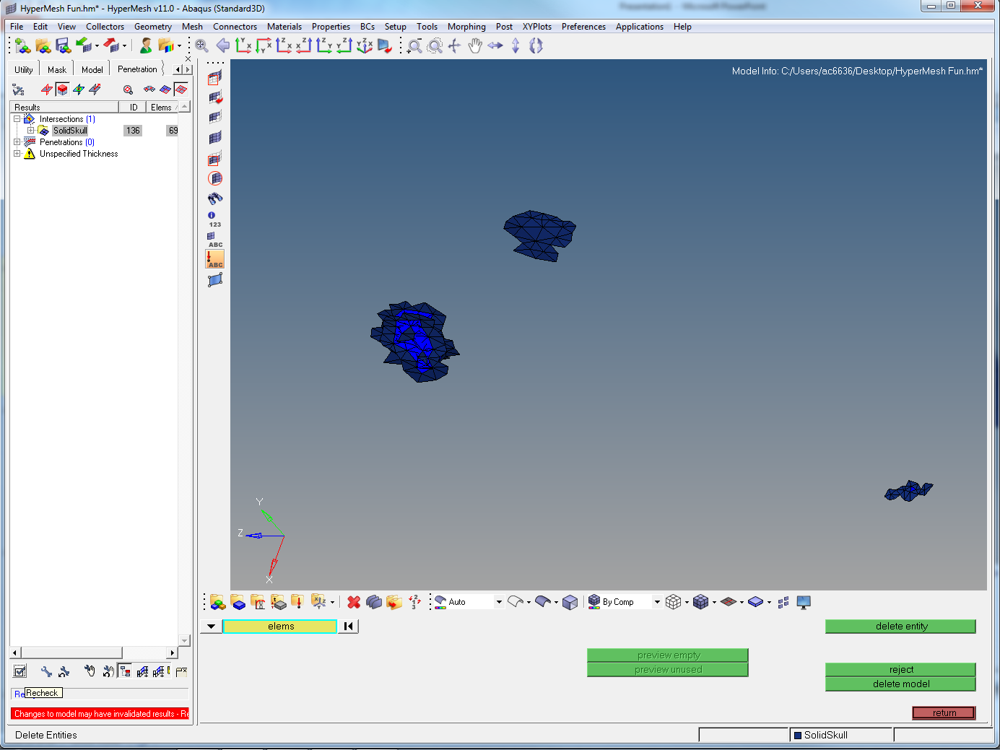 HyperMesh Fun.hm* - HyperMesh v11.0 - Abaqus (Standard3D)
File Edit View Collectors Geometry Mesh Connectors Materials Properties BCs Setup Tools Morphing Post XYPlots Preferences Applications Help
Utility Mask Model Penetration
Model Info: C:/Users/ac6636/Desktop/HyperMesh Fun.hm*
Results ID Elems
Intersections (1)
SolidSkull 136 69
Penetrations (0)
Unspecified Thickness
123
ABC
ABC
Y
Z
X
Auto By Comp
elems delete entity
preview empty
preview unused reject
delete model
Recheck
Changes to model may have invalidated results - Re
return
Delete Entities SolidSkull